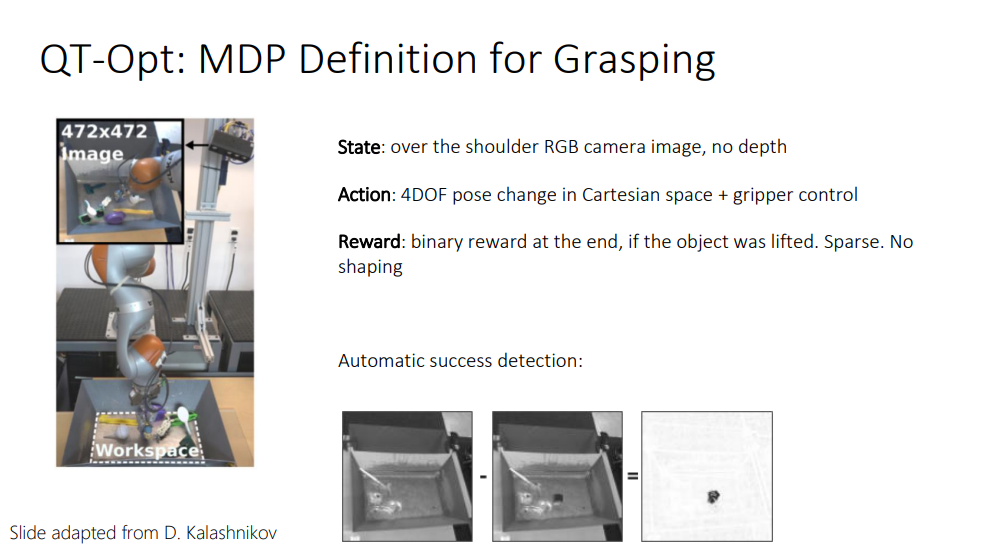 QT-Opt: MDP Definition for Grasping
472x472
Image
Workspace
State: over the shoulder RGB camera image, no depth
Action: 4DOF pose change in Cartesian space + gripper control
Reward: binary reward at the end, if the object was lifted. Sparse. No
shaping
Automatic success detection:
- =
Slide adapted from D. Kalashnikov